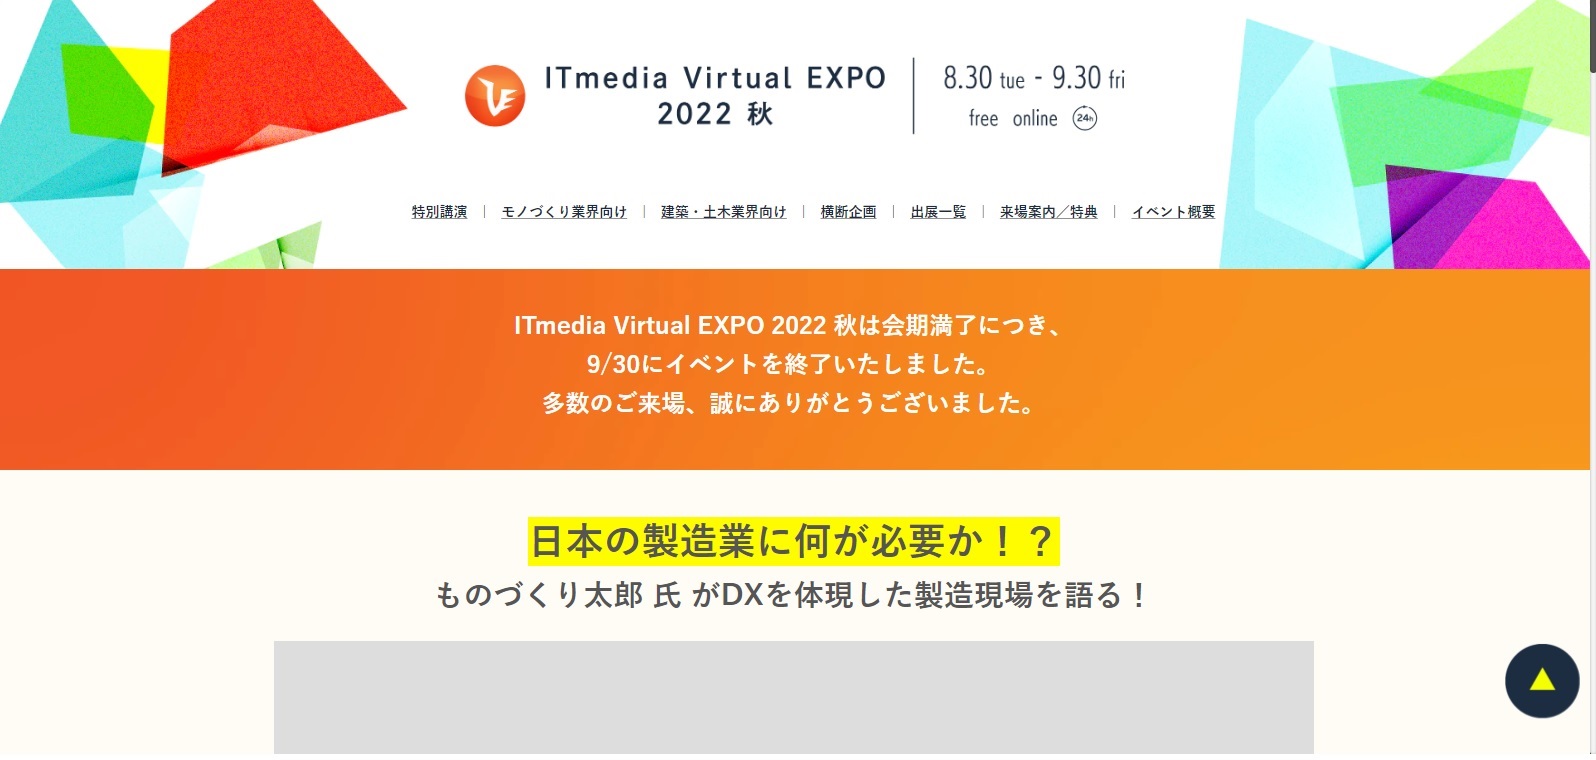 ITmedia Virtual EXPO
2022 秋
8.30 tue - 9.30 fri
free online 24h
特別講演 | モノづくり業界向け | 建築・土木業界向け | 横断企画 | 出展一覧 | 来場案内／特典 | イベント概要
ITmedia Virtual EXPO 2022 秋は会期満了につき、
9/30にイベントを終了いたしました。
多数のご来場、誠にありがとうございました。
日本の製造業に何が必要か！？
ものづくり太郎 氏 がDXを体現した製造現場を語る！